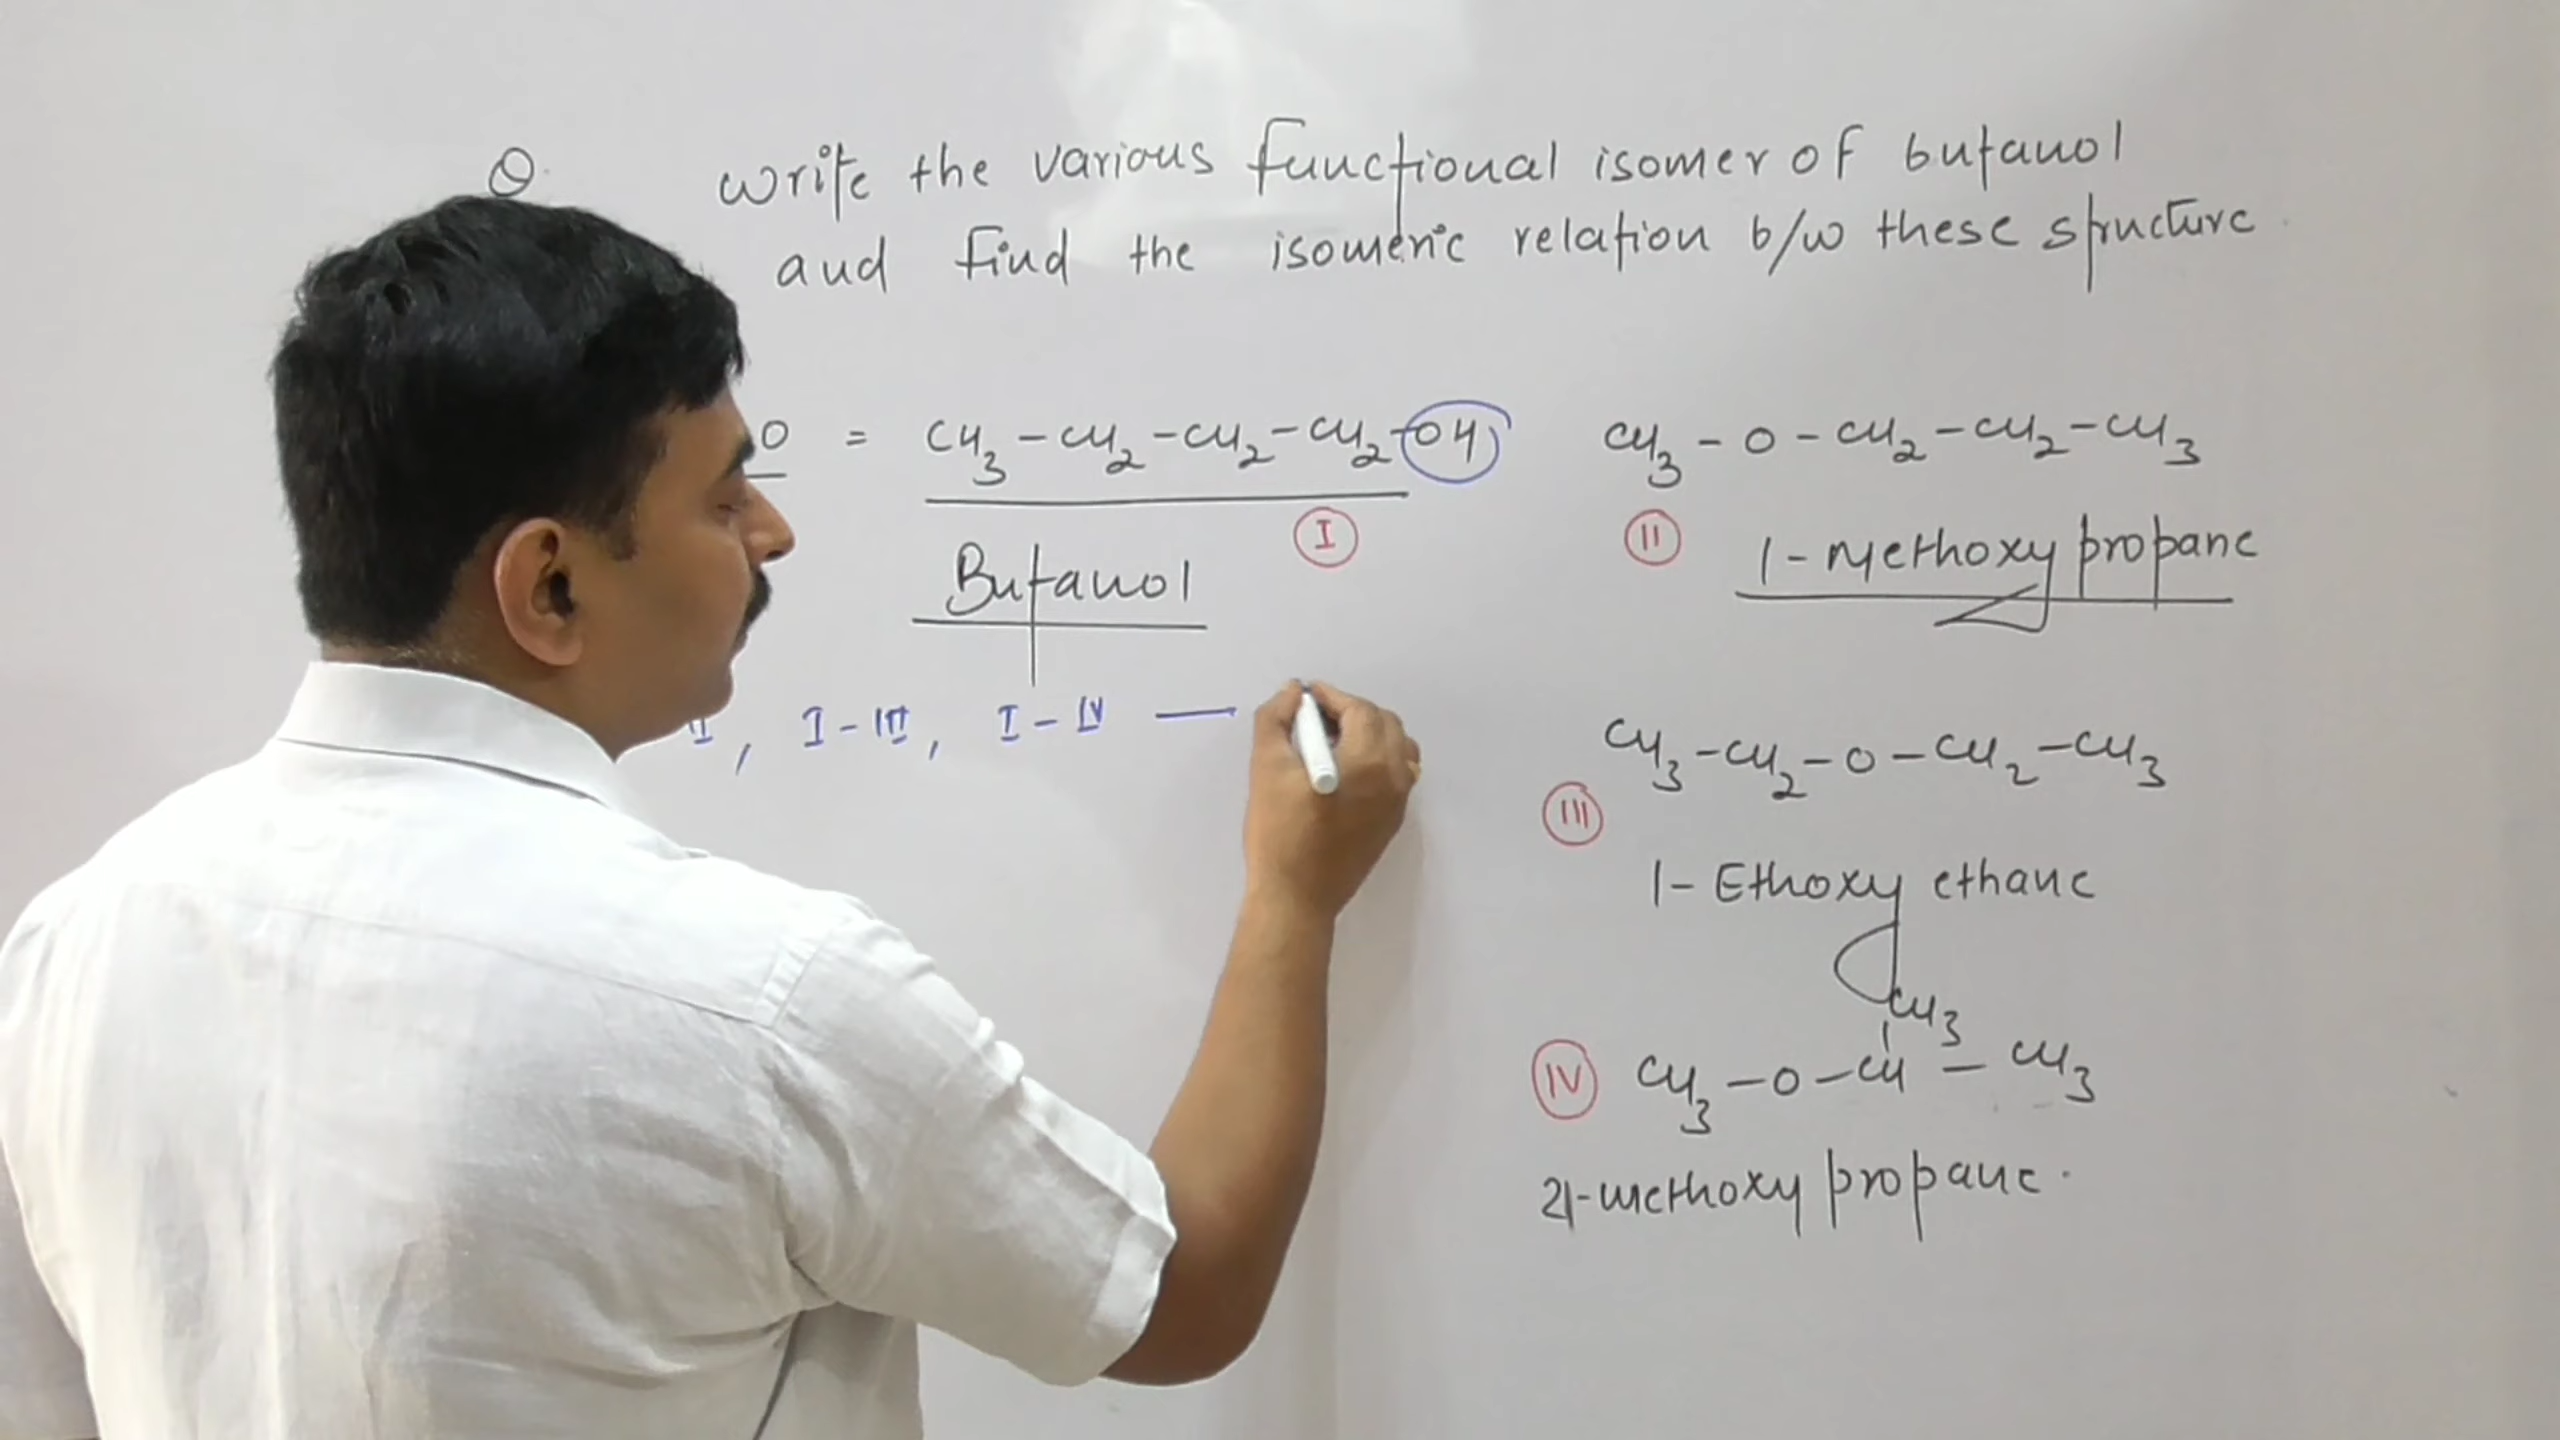 Q. Write the various functional isomer of butanol
and find the isomeric relation b/w these structure
O = CH3-CH2-CH2-CH2-OH
I
Butanol
CH3-O-CH2-CH2-CH3
II 1-Methoxy propane
II, I-III, I-IV —
CH3-CH2-O-CH2-CH3
III
1-Ethoxy ethane
CH3
IV CH3-O-CH-CH3
2-methoxy propane.